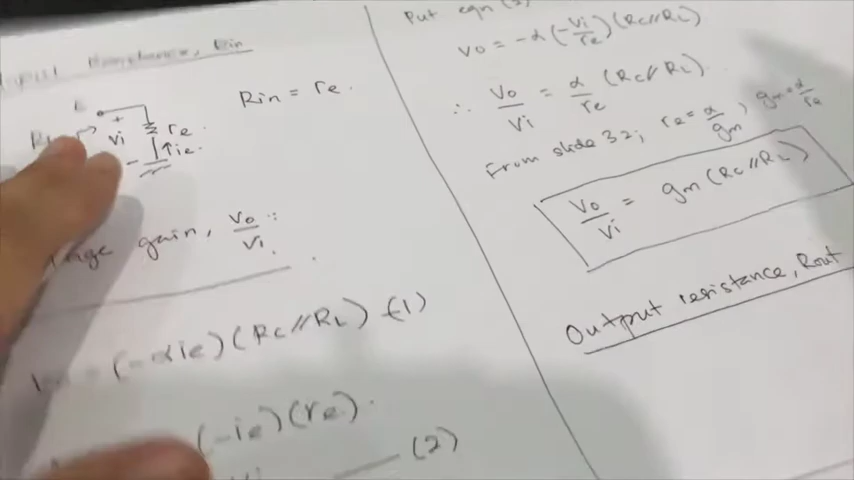 Input Resistance, Rin
E
+
Vi
-
re
↑ie
Rin = re
gain, Vo/Vi :
= (-αie)(Rc//RL) -(1)
(-ie)(re)
(2)
Put eqn (2)
Vo = -α(-Vi/re)(Rc//RL)
∴ Vo/Vi = α/re (Rc//RL)
From slide 32; re = α/gm, gm = α/re
Vo/Vi = gm(Rc//RL)
Output resistance, Rout